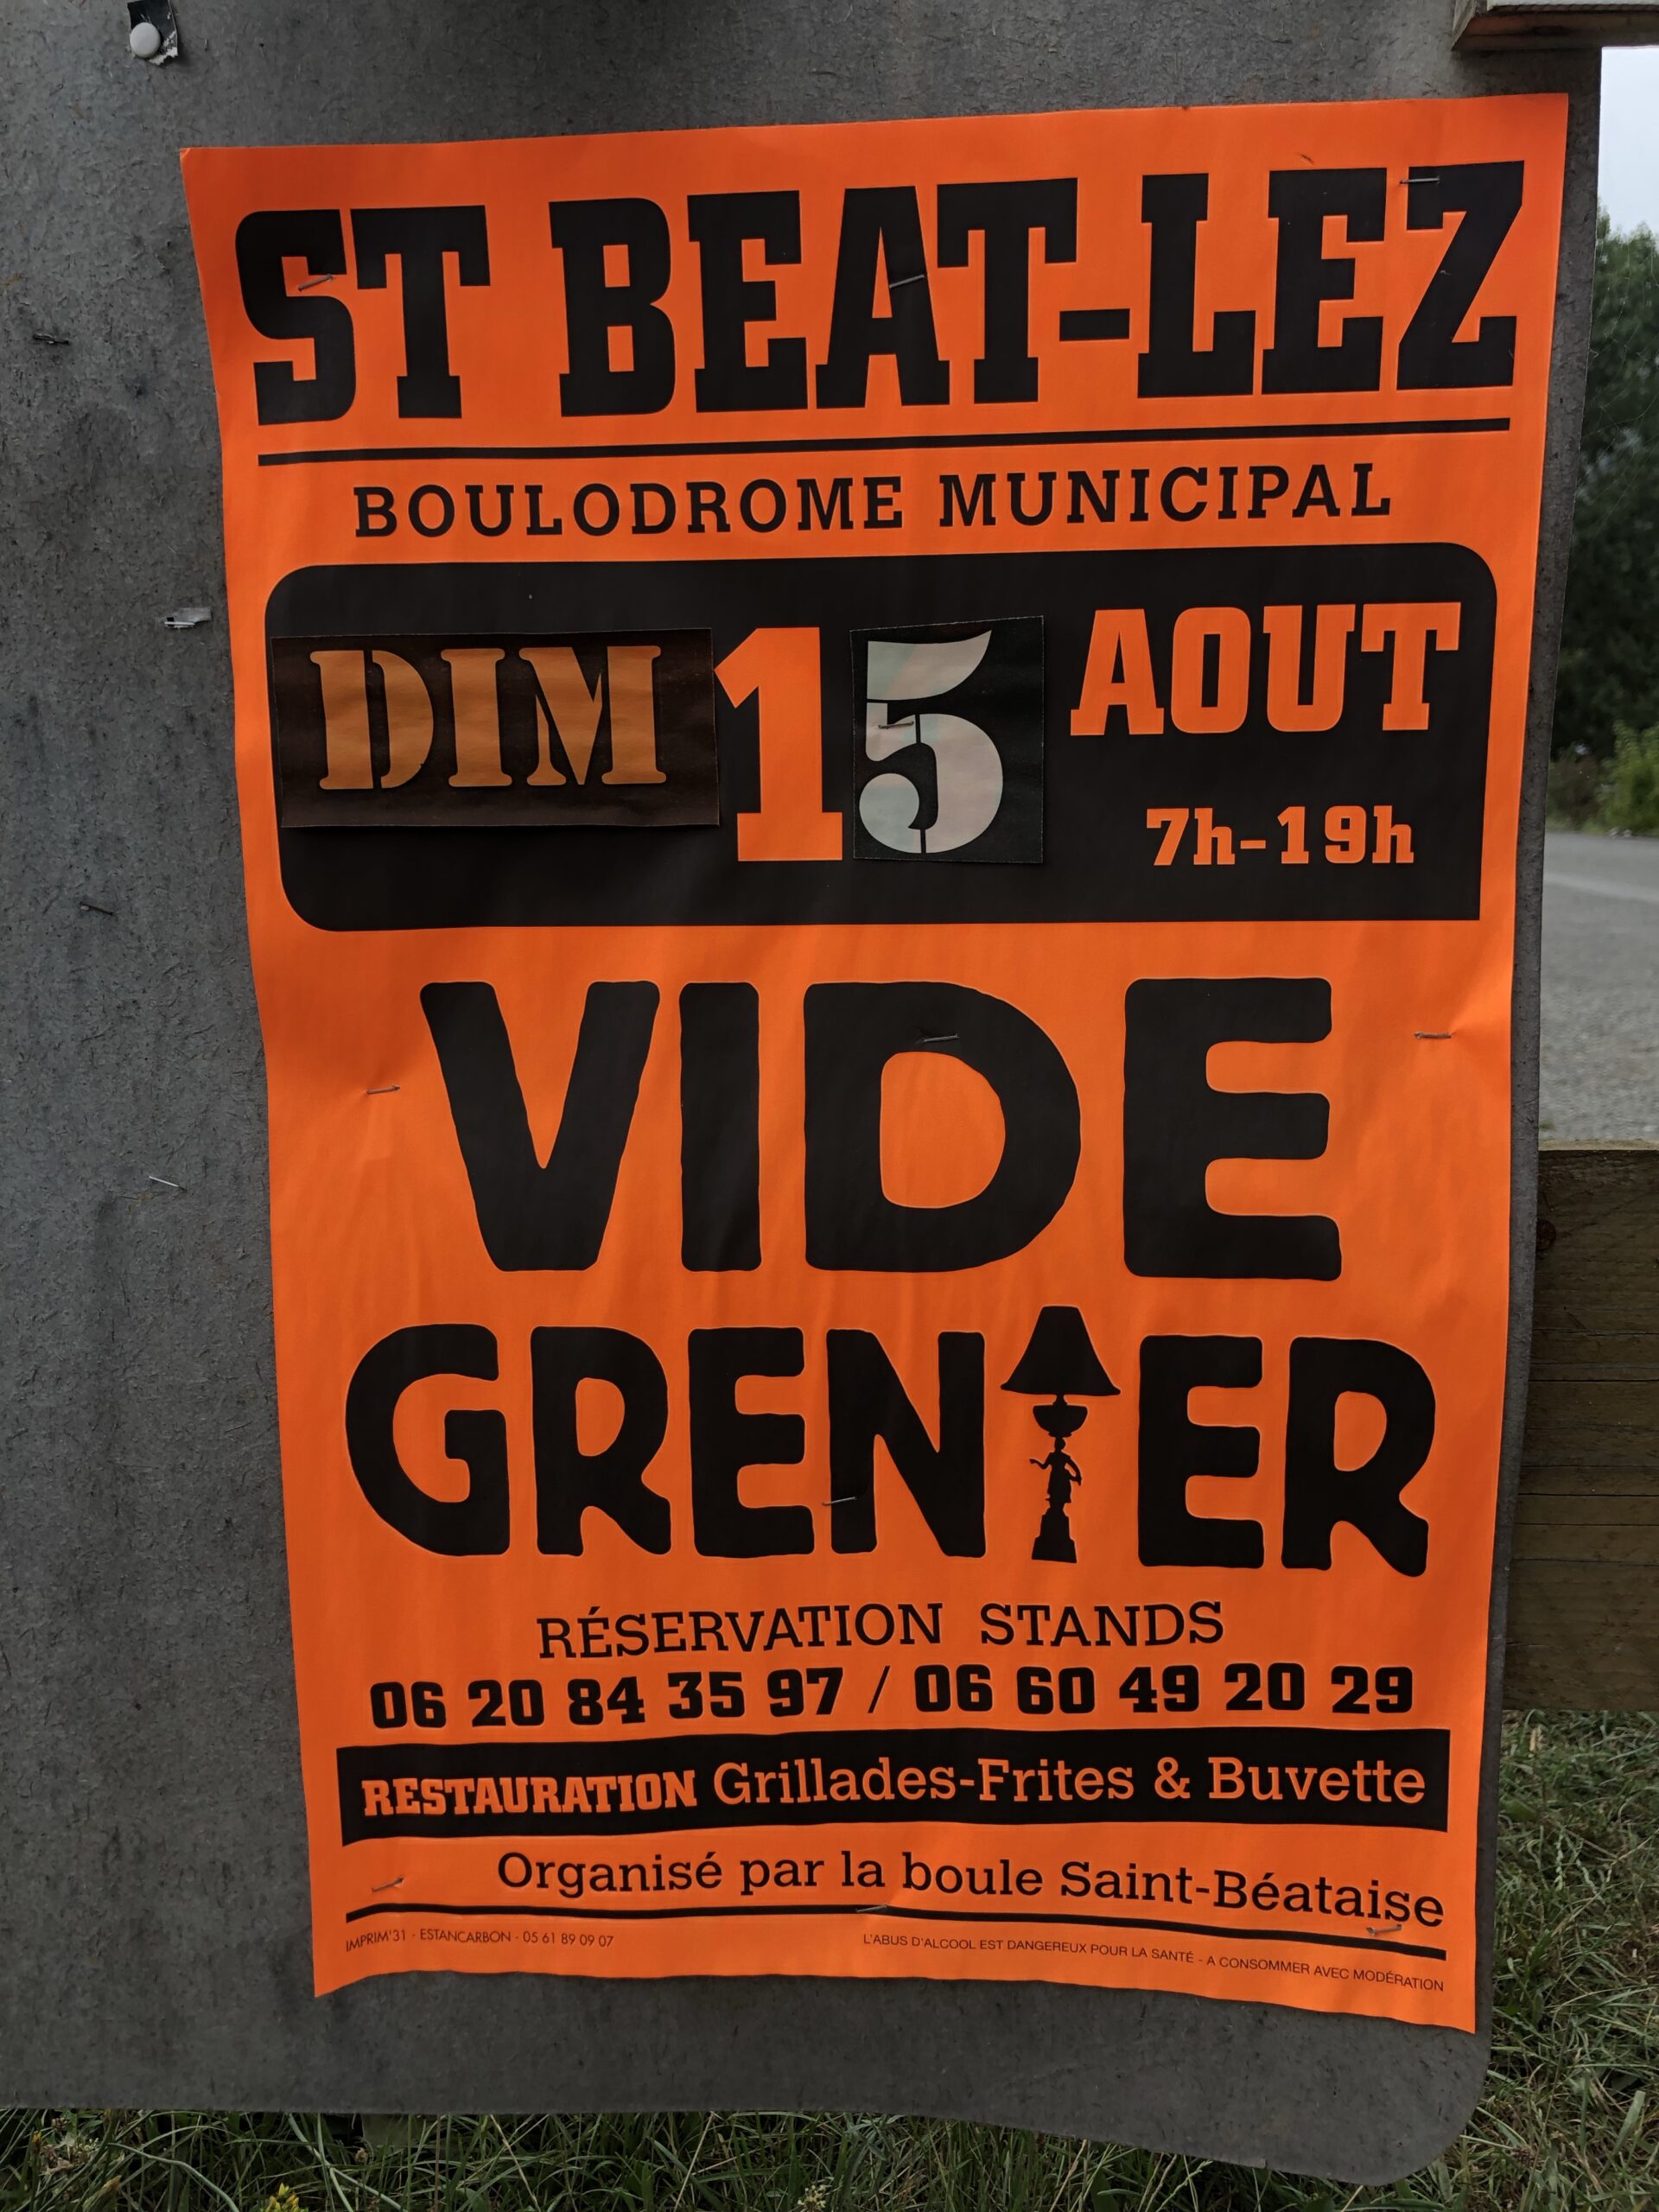 ST BEAT-LEZ
BOULODROME MUNICIPAL
DIM 15 AOUT
7h-19h
VIDE
GRENIER
RÉSERVATION STANDS
06 20 84 35 97 / 06 60 49 20 29
RESTAURATION Grillades-Frites & Buvette
Organisé par la boule Saint-Béataise
IMPRIM'31 - ESTANCARBON - 05 61 89 09 07
L'ABUS D'ALCOOL EST DANGEREUX POUR LA SANTÉ - A CONSOMMER AVEC MODÉRATION